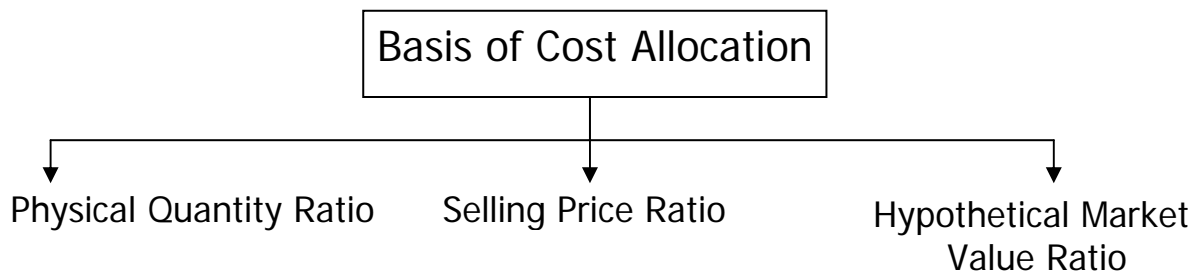 Basis of Cost Allocation
Physical Quantity Ratio
Selling Price Ratio
Hypothetical Market
Value Ratio